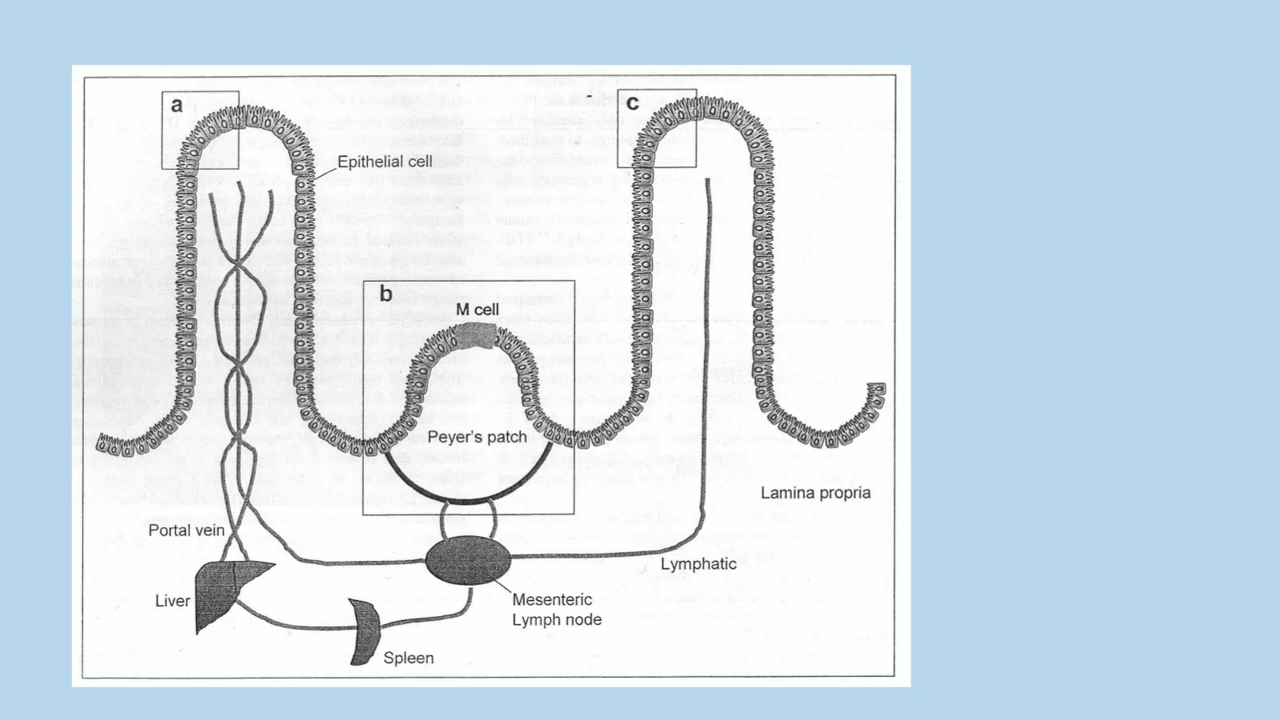 a
c
Epithelial cell
b
M cell
Peyer's patch
Lamina propria
Portal vein
Lymphatic
Liver
Mesenteric
Lymph node
Spleen